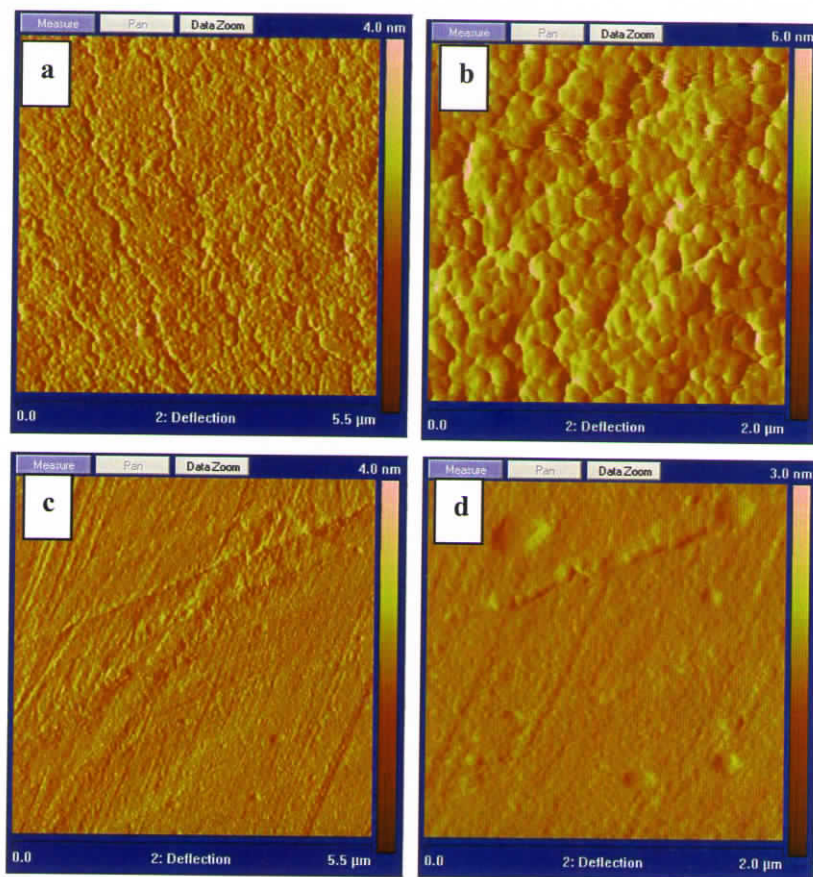 Measure Pan Data Zoom 4.0 nm
a
0.0 2: Deflection 5.5 µm
Measure Pan Data Zoom 6.0 nm
b
0.0 2: Deflection 2.0 µm
Measure Pan Data Zoom 4.0 nm
c
0.0 2: Deflection 5.5 µm
Measure Pan Data Zoom 3.0 nm
d
0.0 2: Deflection 2.0 µm